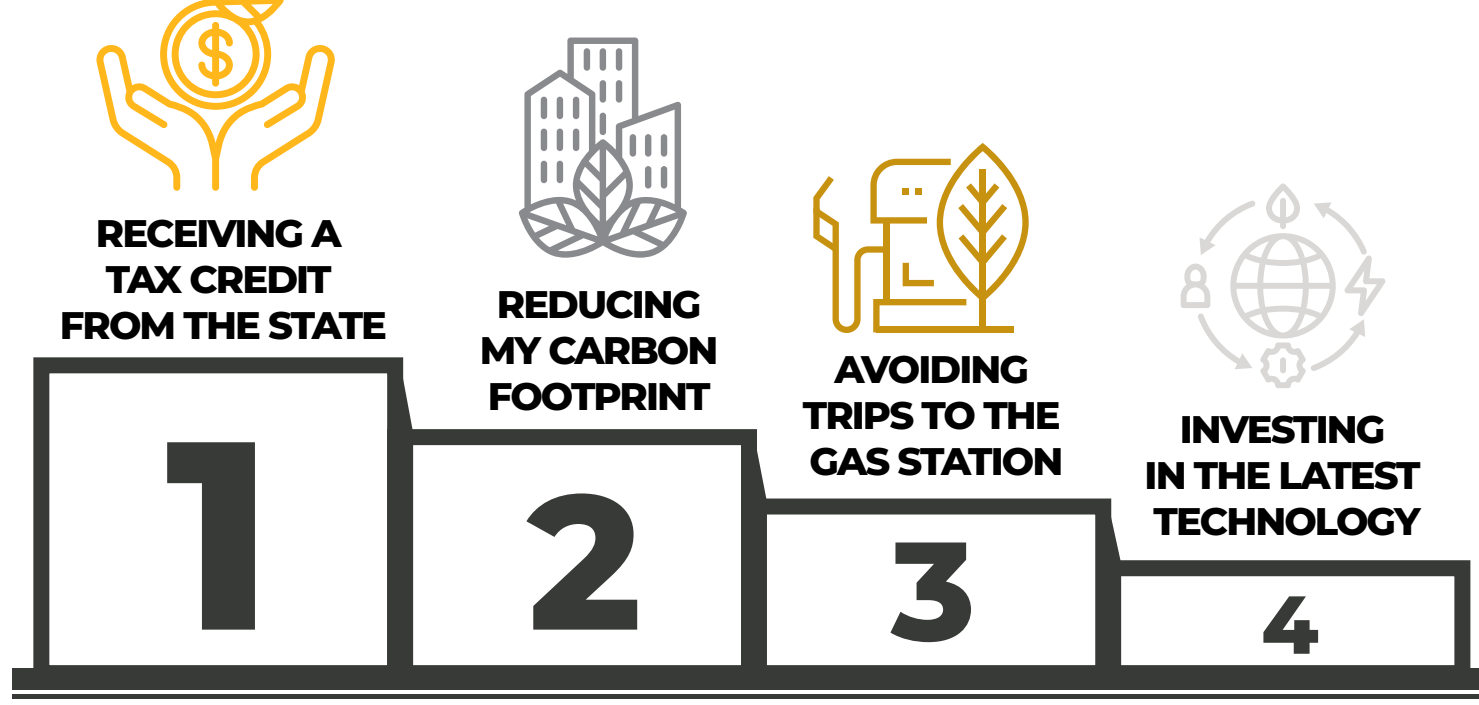 RECEIVING A
TAX CREDIT
FROM THE STATE
1
REDUCING
MY CARBON
FOOTPRINT
2
AVOIDING
TRIPS TO THE
GAS STATION
3
INVESTING
IN THE LATEST
TECHNOLOGY
4
$